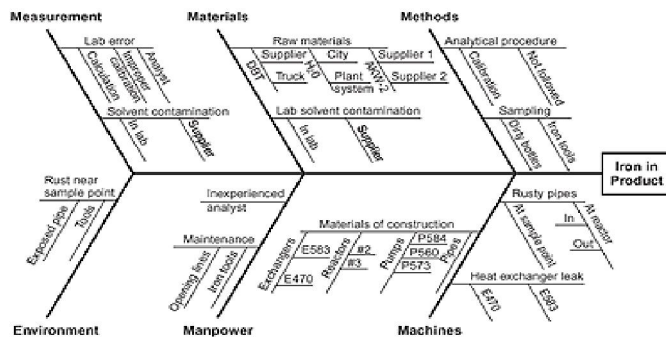 Measurement
Materials
Methods
Lab error
Calculation
Improper
calibration
Analyst
Solvent contamination
In lab
Supplier
Raw materials
DBT
Supplier
Truck
H₂0
City
Plant
system
AKW-2
Supplier 1
Supplier 2
Lab solvent contamination
In lab
Supplier
Analytical procedure
Calibration
Not followed
Sampling
Dirty bottles
Iron tools
Iron in
Product
Rust near
sample point
Exposed pipe
Tools
Inexperienced
analyst
Maintenance
Opening lines
Iron tools
Materials of construction
Exchangers
E583
E470
Reactors
#2
#3
Pumps
P584
P560
P573
Pipes
Rusty pipes
At sample point
At reactor
In
Out
Heat exchanger leak
E470
E583
Environment
Manpower
Machines